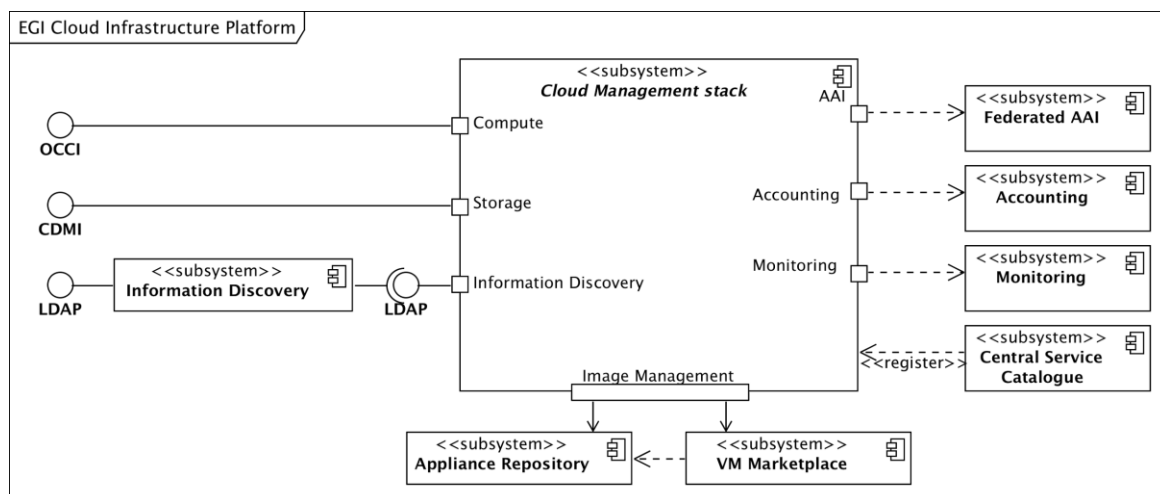 EGI Cloud Infrastructure Platform
<<subsystem>>
Cloud Management stack
AAI
<<subsystem>>
Federated AAI
OCCI
Compute
<<subsystem>>
Accounting
Accounting
CDMI
Storage
<<subsystem>>
Monitoring
Monitoring
LDAP
<<subsystem>>
Information Discovery
LDAP
Information Discovery
<<register>>
<<subsystem>>
Central Service
Catalogue
Image Management
<<subsystem>>
Appliance Repository
<<subsystem>>
VM Marketplace